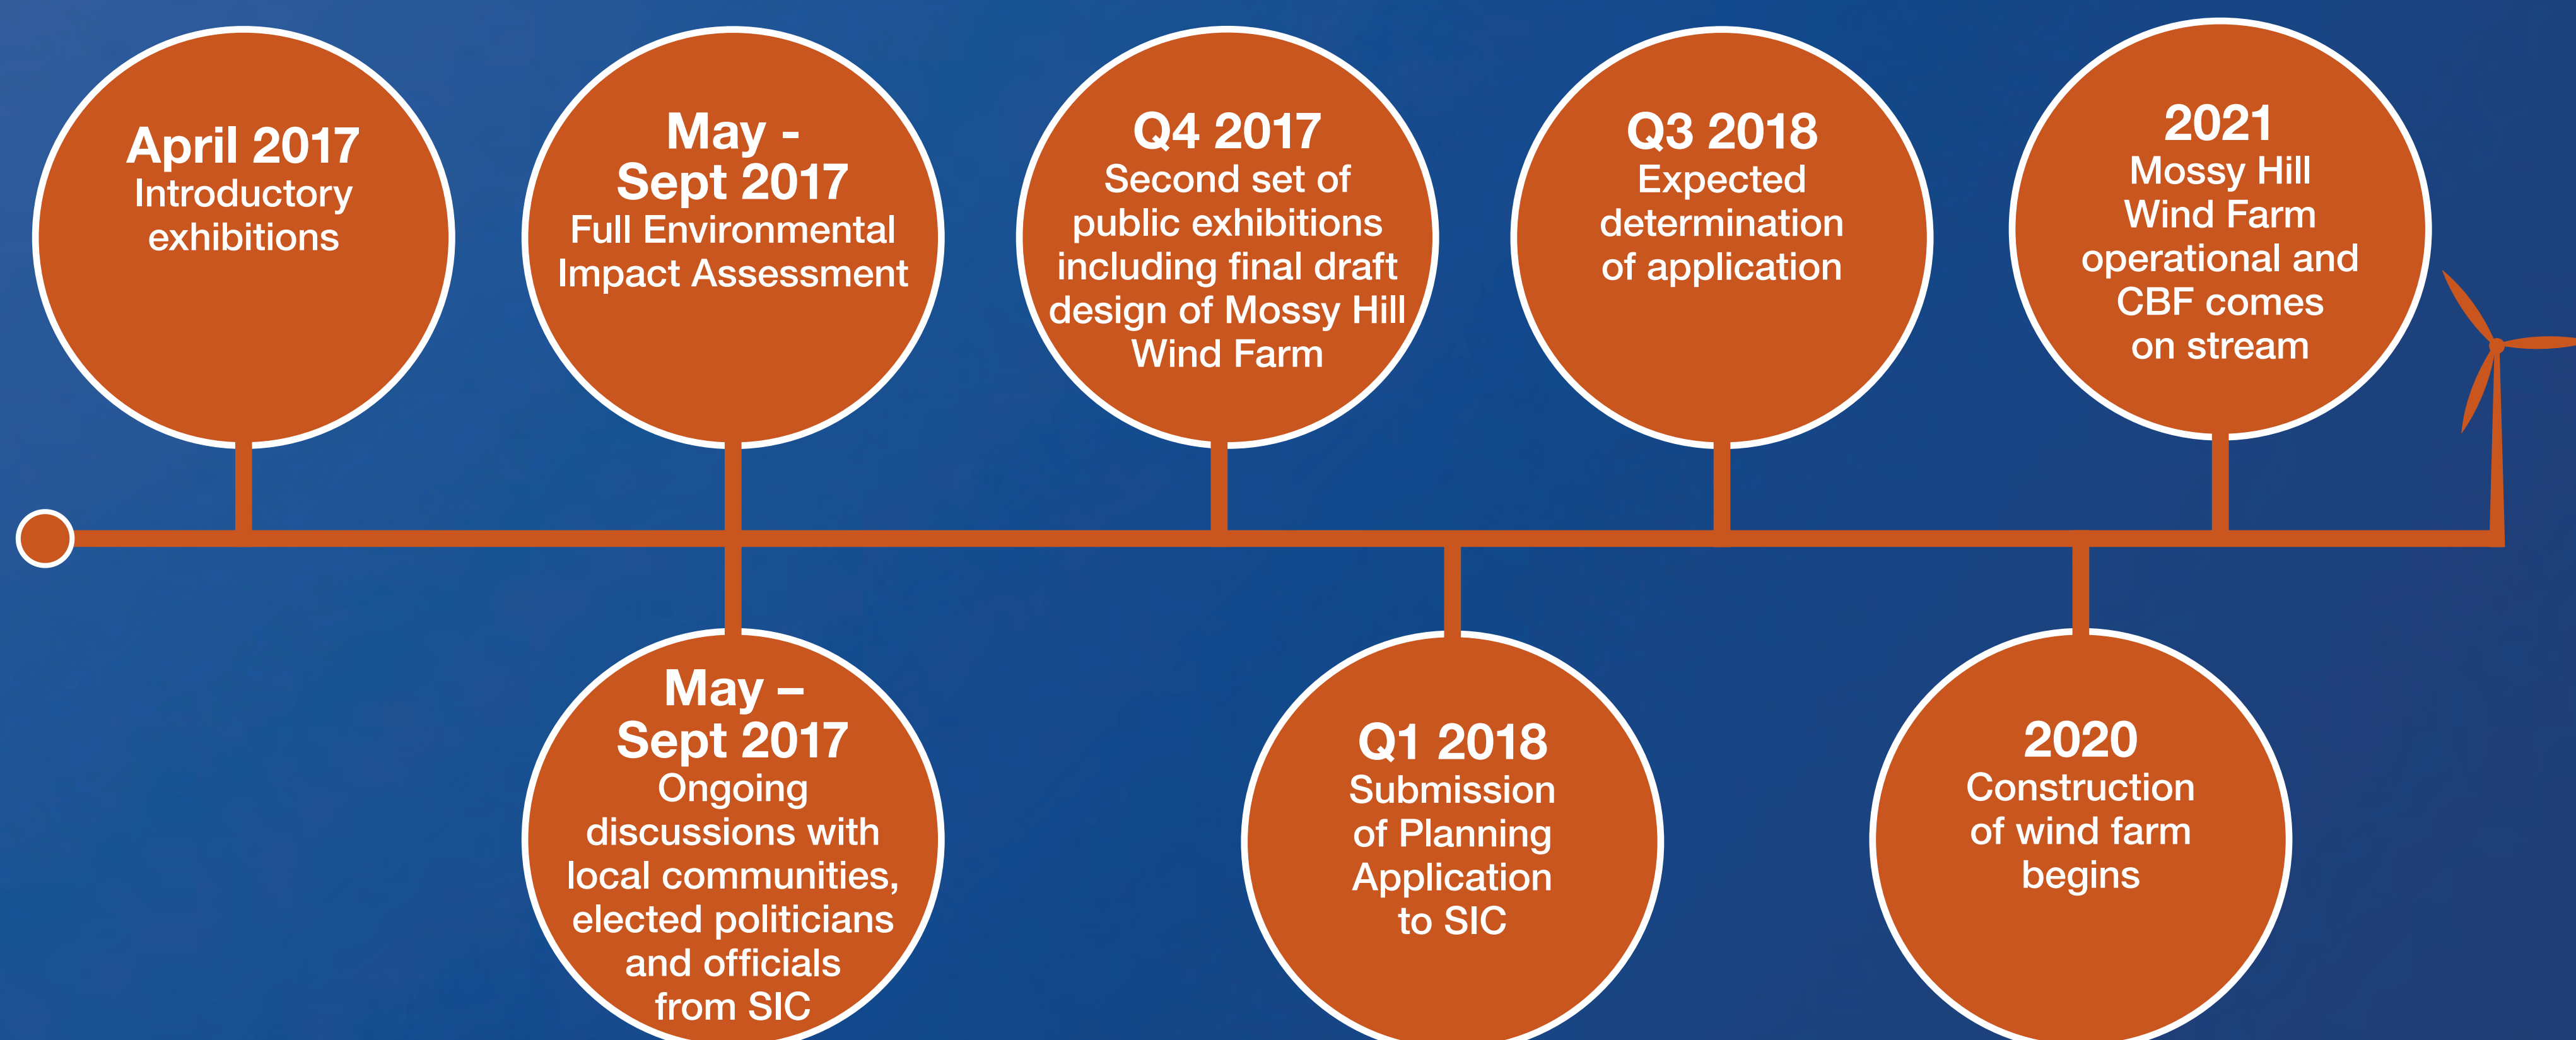 April 2017
Introductory
exhibitions
May -
Sept 2017
Full Environmental
Impact Assessment
May –
Sept 2017
Ongoing
discussions with
local communities,
elected politicians
and officials
from SIC
Q4 2017
Second set of
public exhibitions
including final draft
design of Mossy Hill
Wind Farm
Q1 2018
Submission
of Planning
Application
to SIC
Q3 2018
Expected
determination
of application
2020
Construction
of wind farm
begins
2021
Mossy Hill
Wind Farm
operational and
CBF comes
on stream